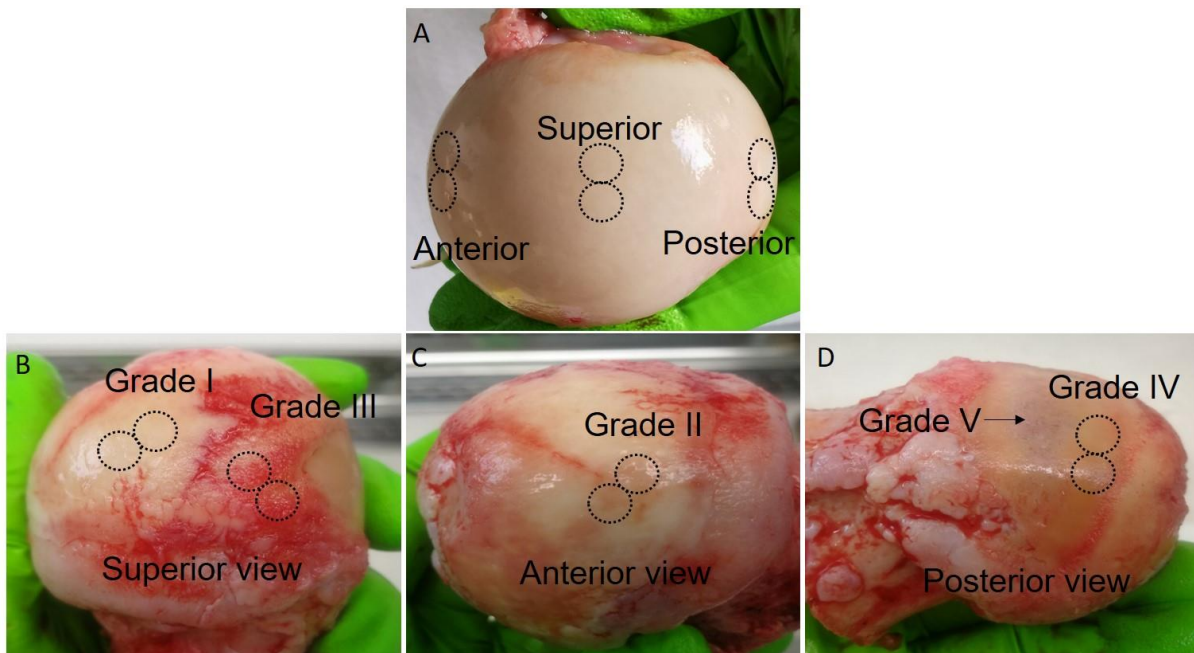 A
Superior
Anterior
Posterior
B
Grade I
Grade III
Superior view
C
Grade II
Anterior view
D
Grade IV
Grade V
Posterior view